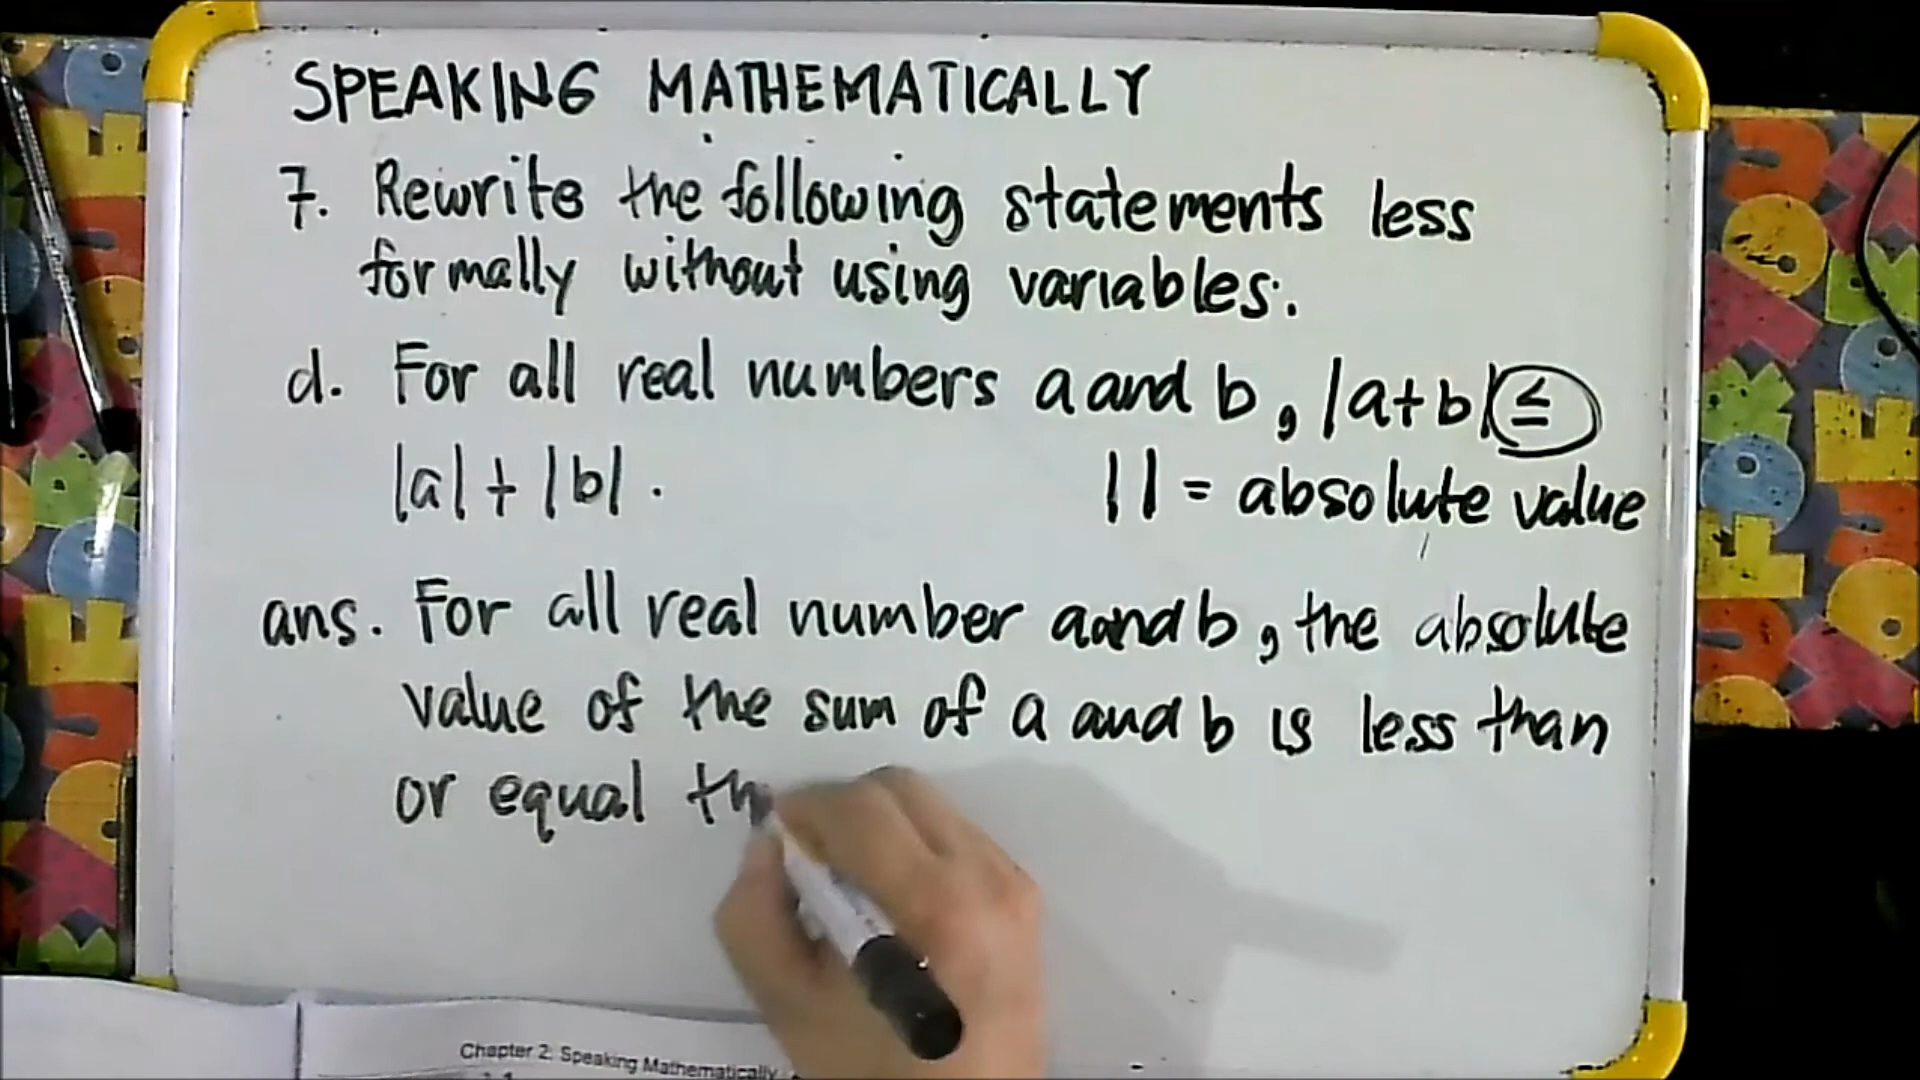 SPEAKING MATHEMATICALLY
7. Rewrite the following statements less
formally without using variables.
d. For all real numbers a and b, |a+b| ≤
|a| + |b|.
| | = absolute value
ans. For all real number a and b, the absolute
value of the sum of a and b is less than
or equal th
Chapter 2: Speaking Mathematically